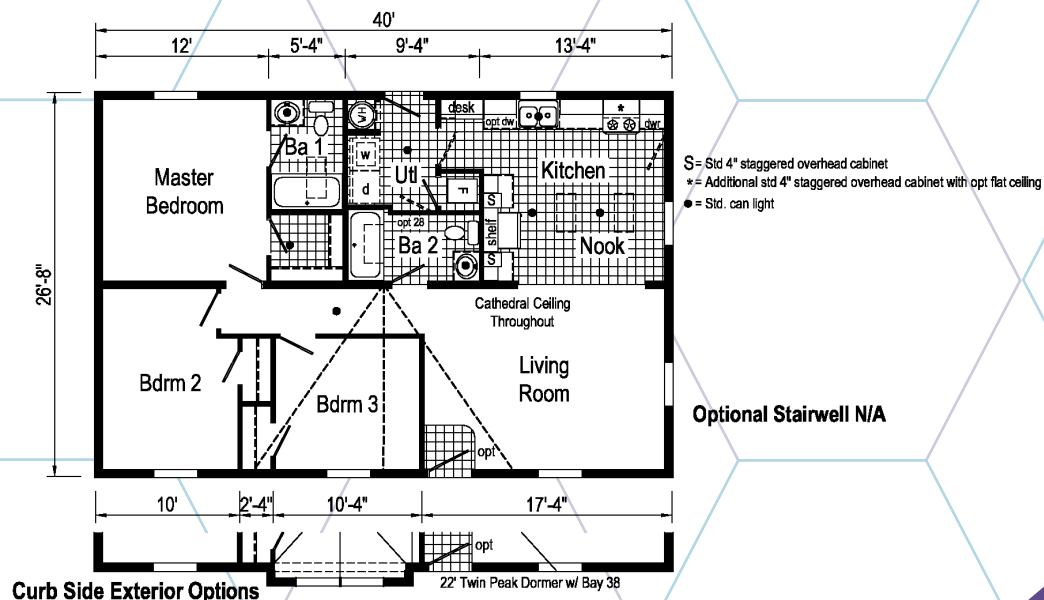 40'
12'
5'-4"
9'-4"
13'-4"
26'-8"
desk
opt dw
*
dwr
WH
Ba 1
w
d
Utl
F
Kitchen
Master
Bedroom
S
shelf
S
opt 28
Ba 2
Nook
S= Std 4" staggered overhead cabinet
*= Additional std 4" staggered overhead cabinet with opt flat ceiling
●= Std. can light
Cathedral Ceiling
Throughout
Living
Room
Bdrm 2
Bdrm 3
opt
Optional Stairwell N/A
10'
2'-4"
10'-4"
17'-4"
opt
22' Twin Peak Dormer w/ Bay 38
Curb Side Exterior Options